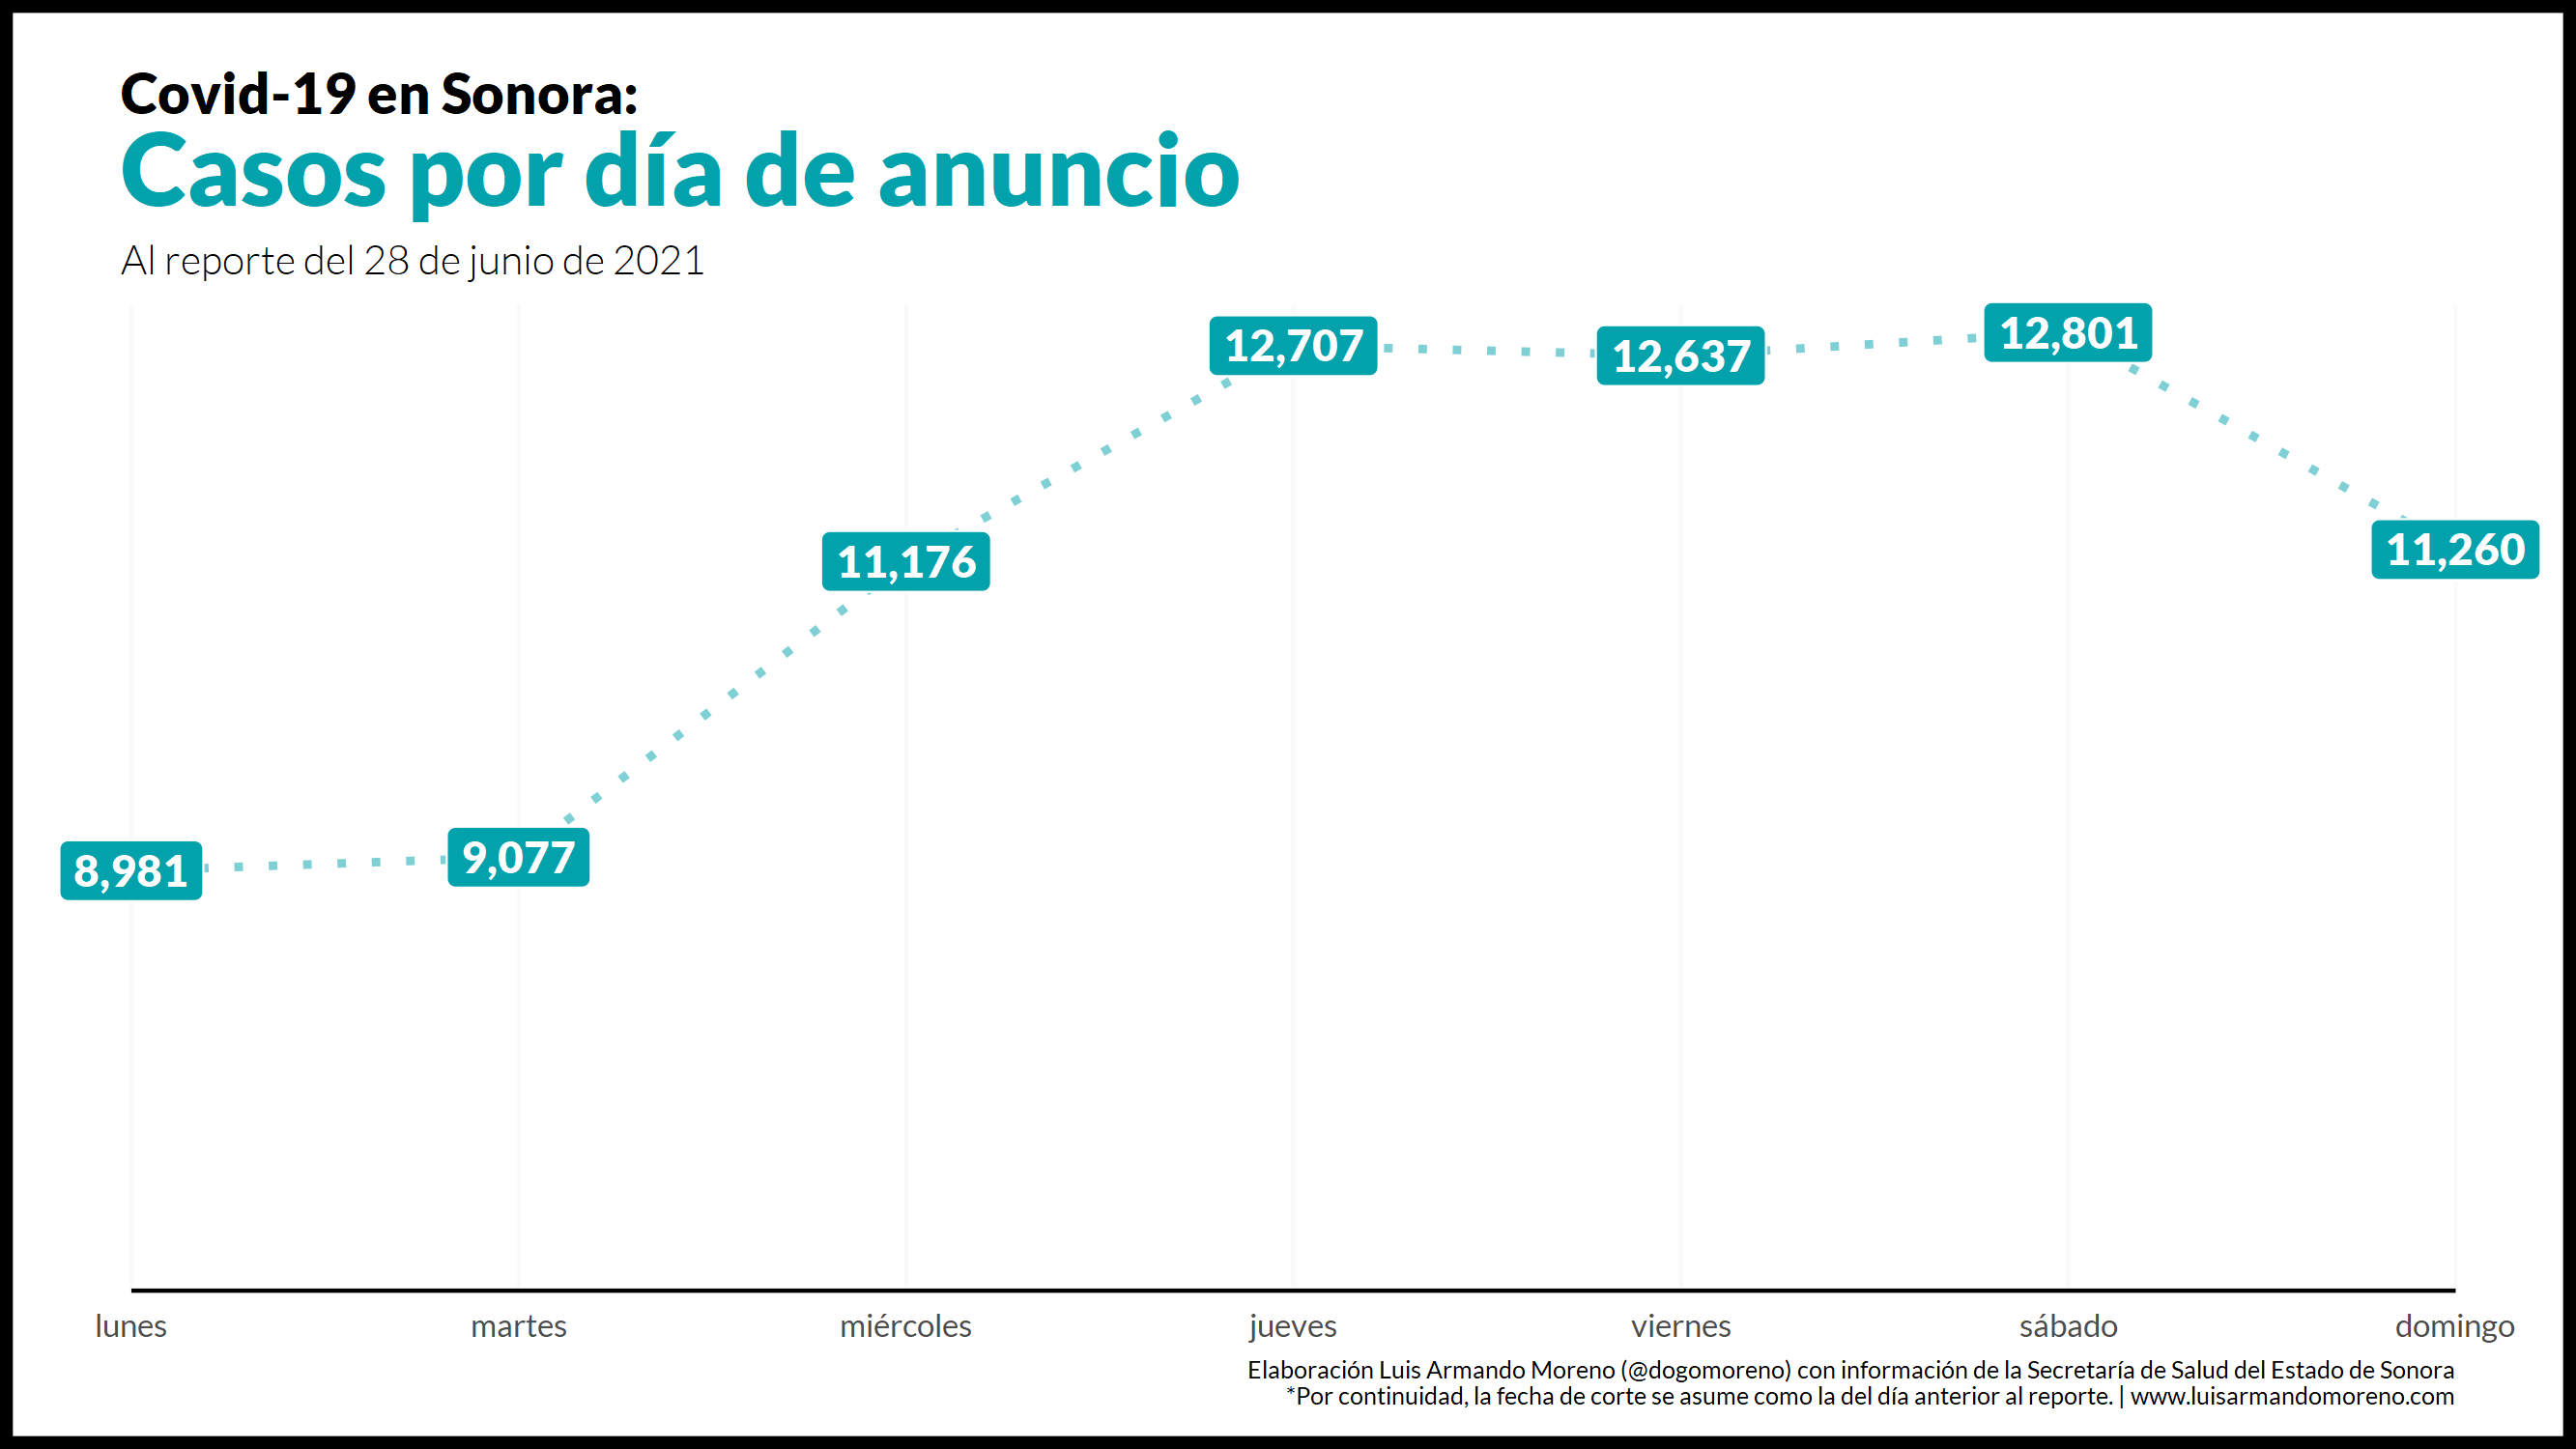 Covid-19 en Sonora:
Casos por día de anuncio
Al reporte del 28 de junio de 2021
8,981
9,077
11,176
12,707
12,637
12,801
11,260
lunes
martes
miércoles
jueves
viernes
sábado
domingo
Elaboración Luis Armando Moreno (@dogomoreno) con información de la Secretaría de Salud del Estado de Sonora
*Por continuidad, la fecha de corte se asume como la del día anterior al reporte. | www.luisarmandomoreno.com